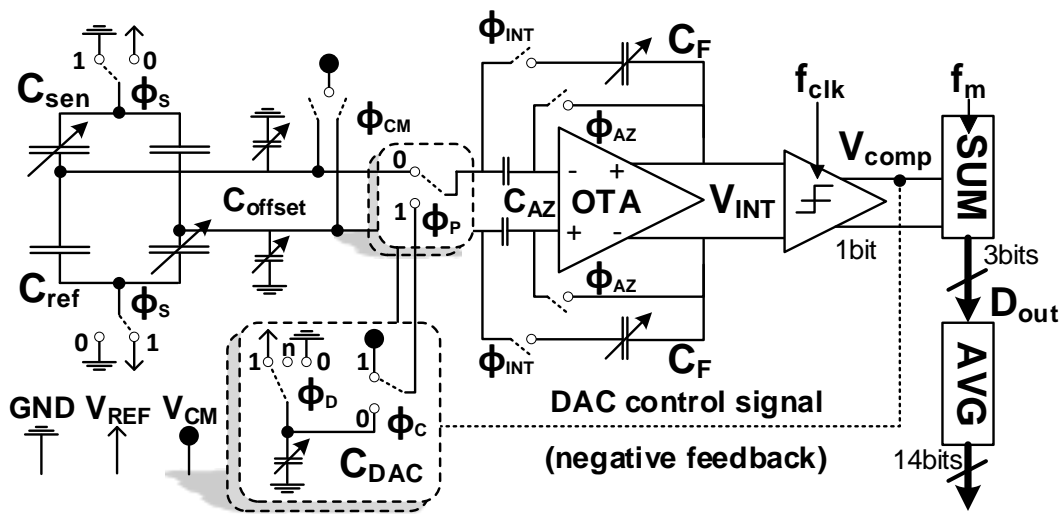 ϕINT
CF
1
0
Csen
ϕS
ϕCM
fclk
fm
ϕAZ
0
Vcomp
SUM
-
+
Coffset
CAZ
OTA
VINT
1
ϕP
+
-
1bit
3bits
Cref
ϕS
ϕAZ
Dout
0
1
ϕINT
CF
1
n
0
1
ϕD
AVG
GND
VREF
VCM
0
ϕC
DAC control signal
CDAC
(negative feedback)
14bits